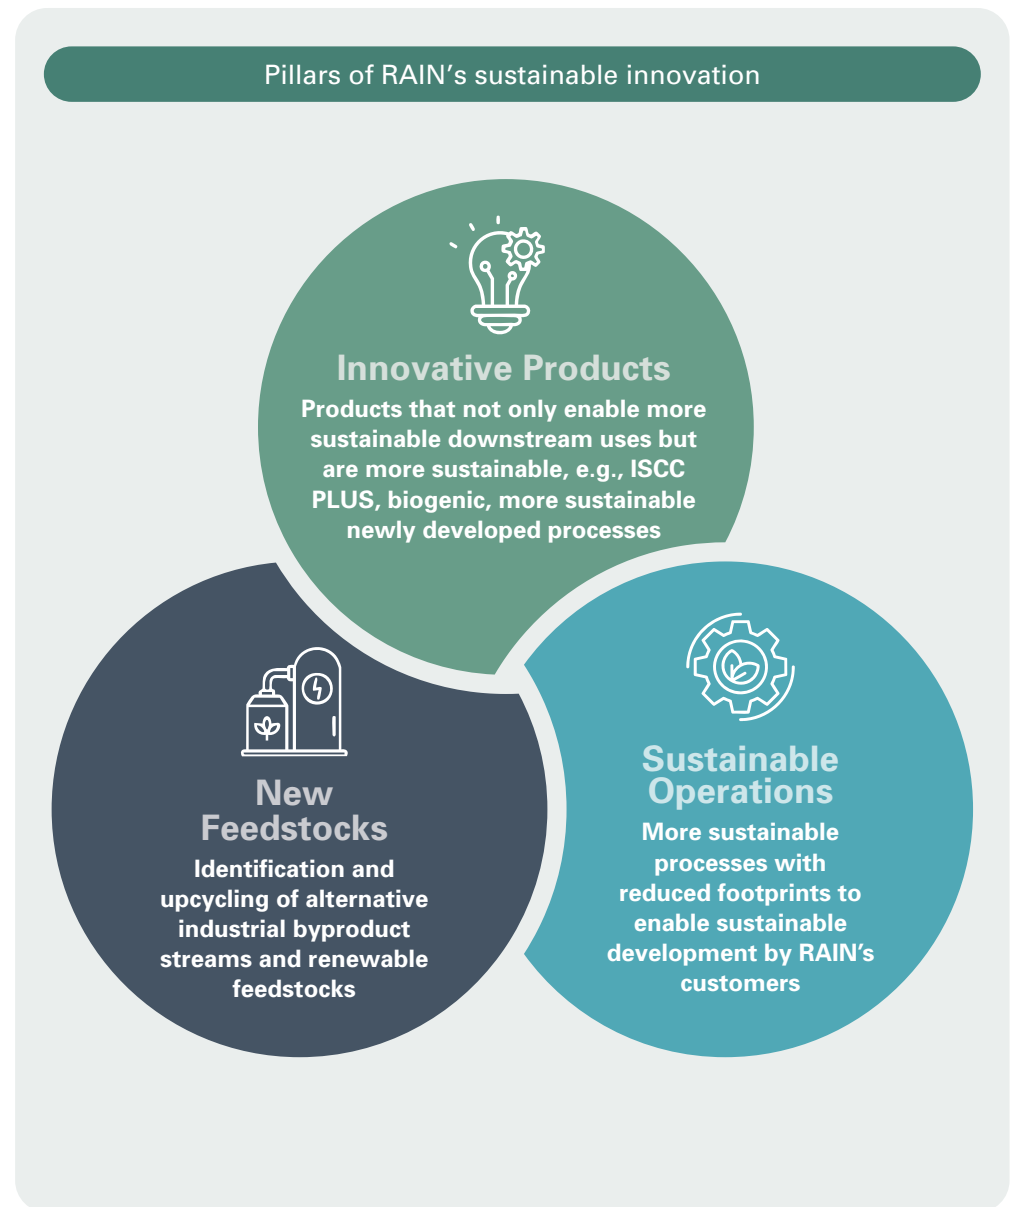 Pillars of RAIN’s sustainable innovation
Innovative Products
Products that not only enable more
sustainable downstream uses but
are more sustainable, e.g., ISCC
PLUS, biogenic, more sustainable
newly developed processes
New
Feedstocks
Identification and
upcycling of alternative
industrial byproduct
streams and renewable
feedstocks
Sustainable
Operations
More sustainable
processes with
reduced footprints to
enable sustainable
development by RAIN’s
customers